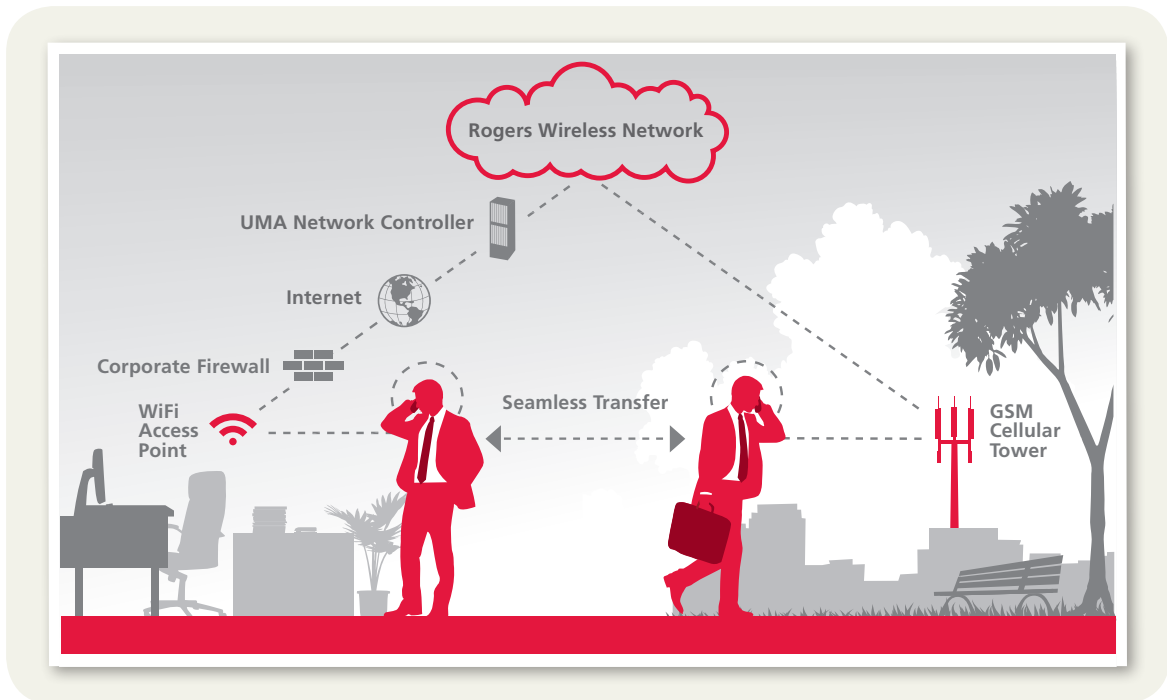 Rogers Wireless Network
UMA Network Controller
Internet
Corporate Firewall
WiFi
Access
Point
Seamless Transfer
GSM
Cellular
Tower